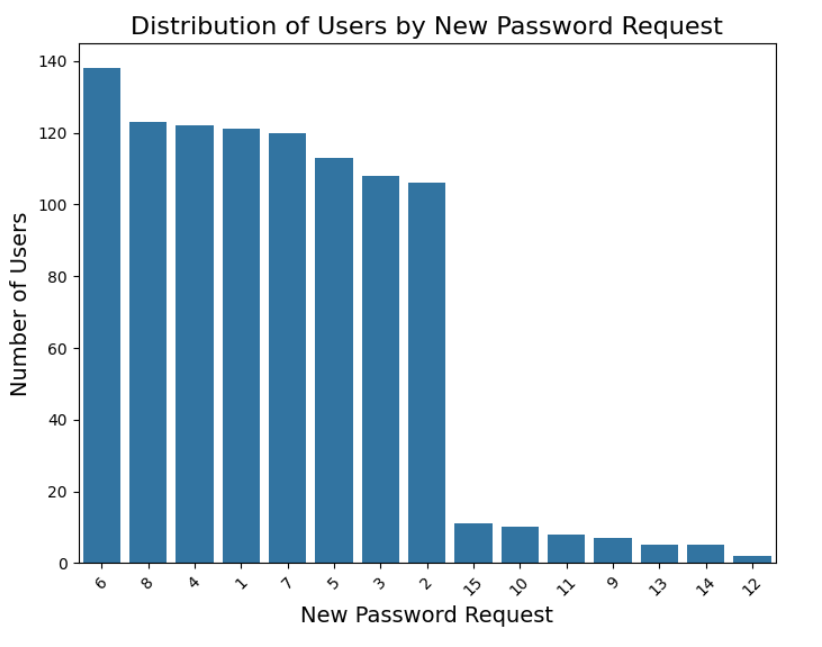 Distribution of Users by New Password Request
140
120
100
80
60
40
20
0
Number of Users
6 8 4 1 7 5 3 2 15 10 11 9 13 14 12
New Password Request